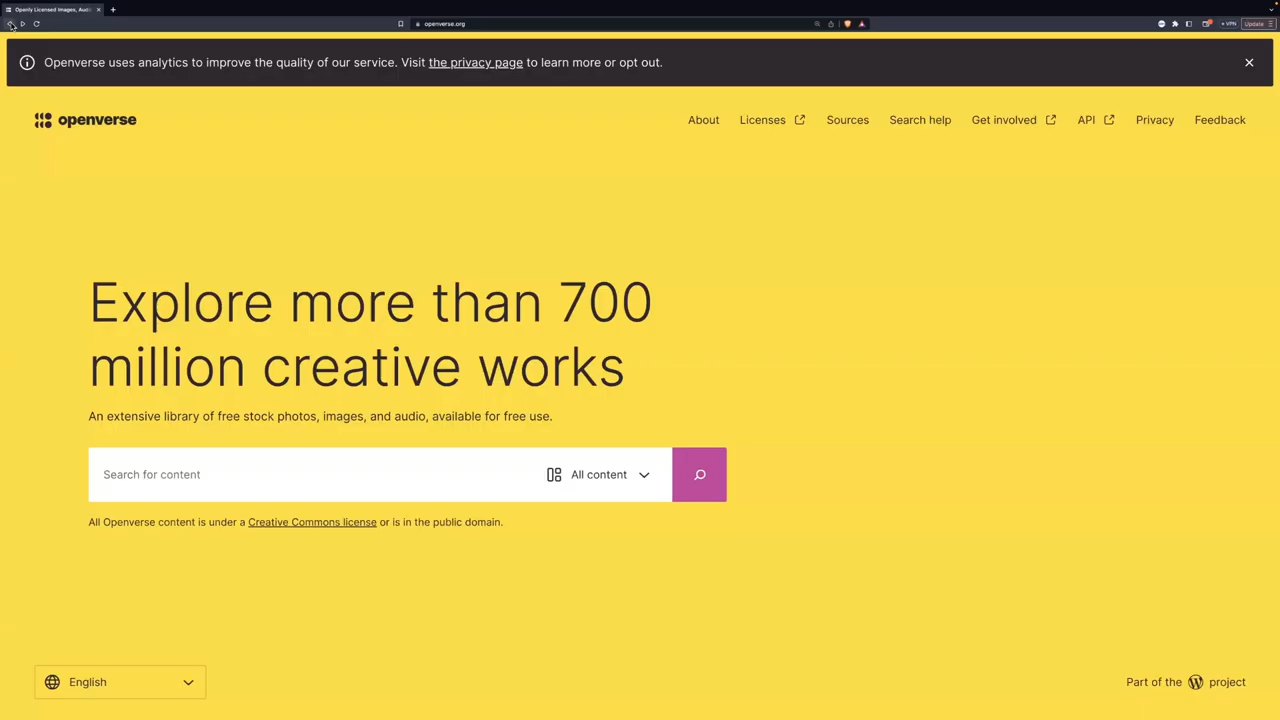 Openly Licensed Images, Aud
openverse.org
VPN
Update
Openverse uses analytics to improve the quality of our service. Visit the privacy page to learn more or opt out.
openverse
About Licenses Sources Search help Get involved API Privacy Feedback
Explore more than 700
million creative works
An extensive library of free stock photos, images, and audio, available for free use.
Search for content All content
All Openverse content is under a Creative Commons license or is in the public domain.
English
Part of the project